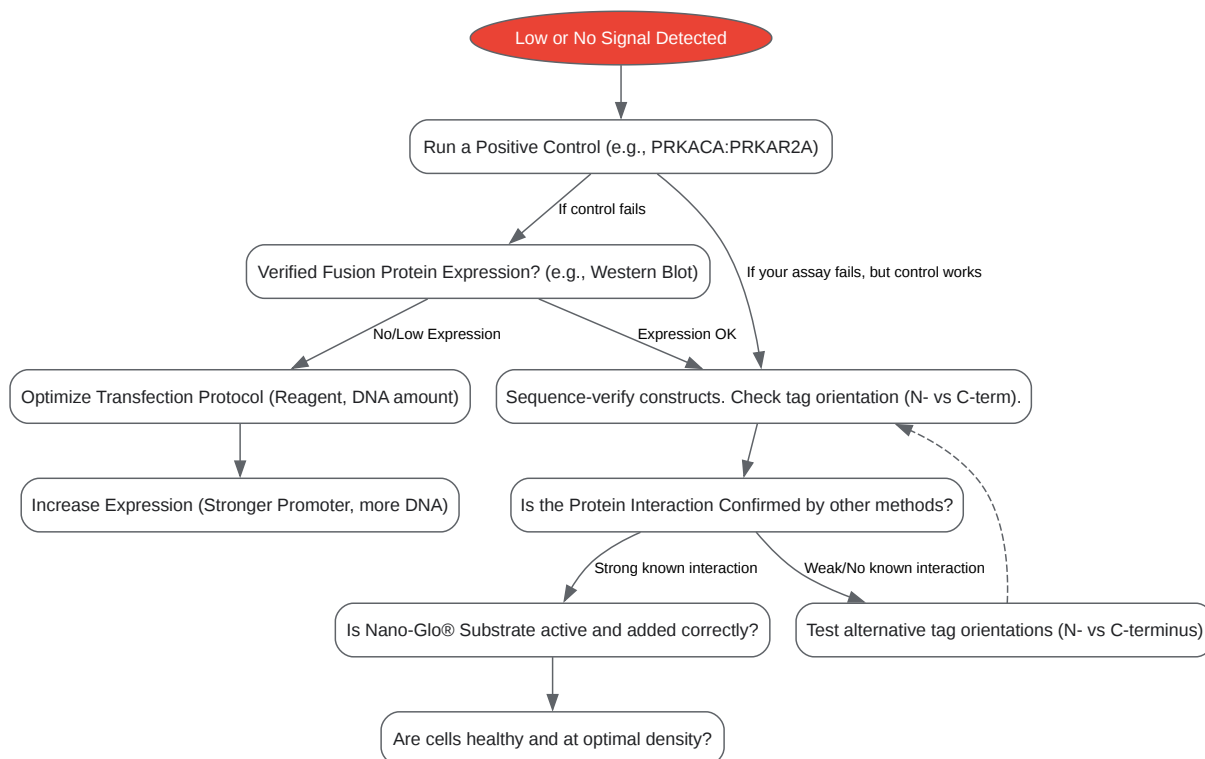 Low or No Signal Detected
Run a Positive Control (e.g., PRKACA:PRKAR2A)
If control fails
Verified Fusion Protein Expression? (e.g., Western Blot)
If your assay fails, but control works
No/Low Expression
Expression OK
Optimize Transfection Protocol (Reagent, DNA amount)
Sequence-verify constructs. Check tag orientation (N- vs C-term).
Increase Expression (Stronger Promoter, more DNA)
Is the Protein Interaction Confirmed by other methods?
Strong known interaction
Weak/No known interaction
Is Nano-Glo® Substrate active and added correctly?
Test alternative tag orientations (N- vs C-terminus)
Are cells healthy and at optimal density?